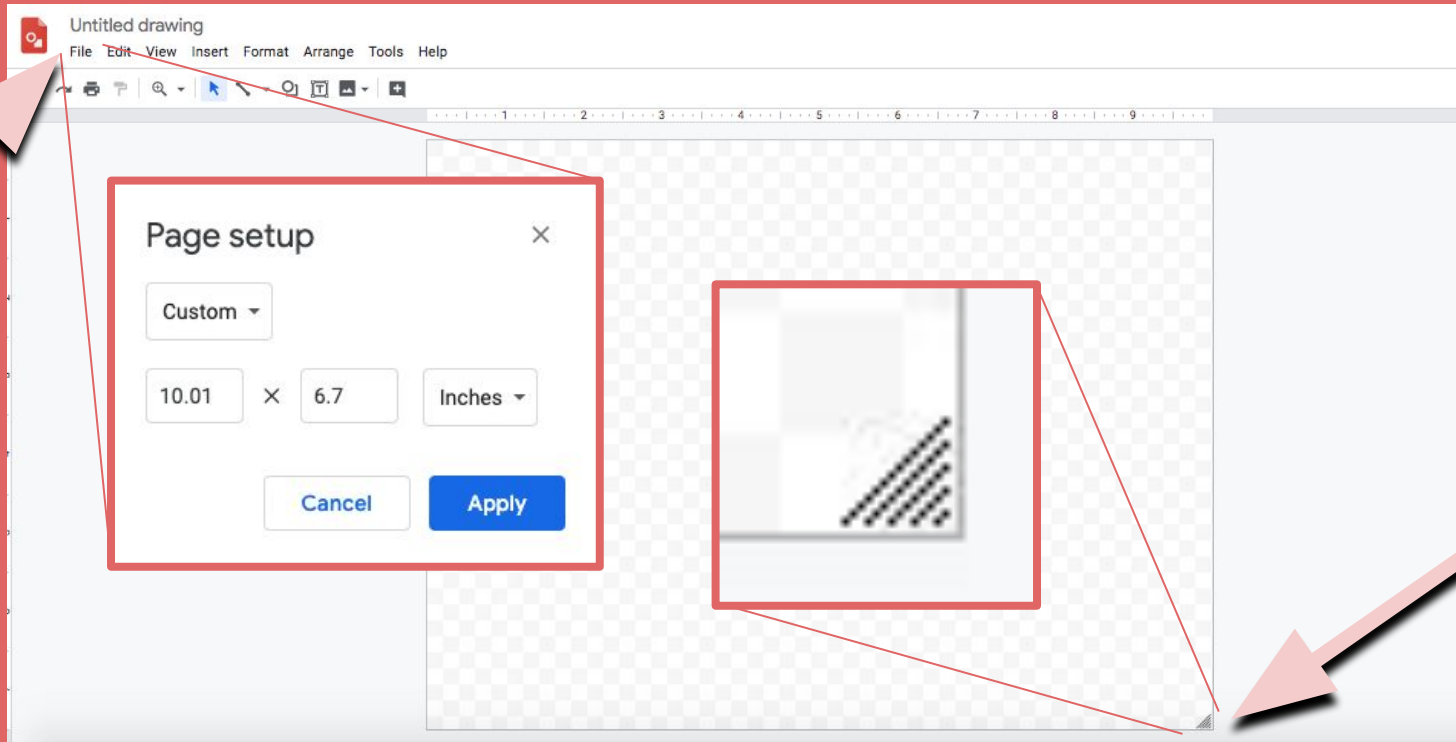 Untitled drawing
File Edit View Insert Format Arrange Tools Help
1 2 3 4 5 6 7 8 9
Page setup
Custom
10.01 × 6.7 Inches
Cancel Apply